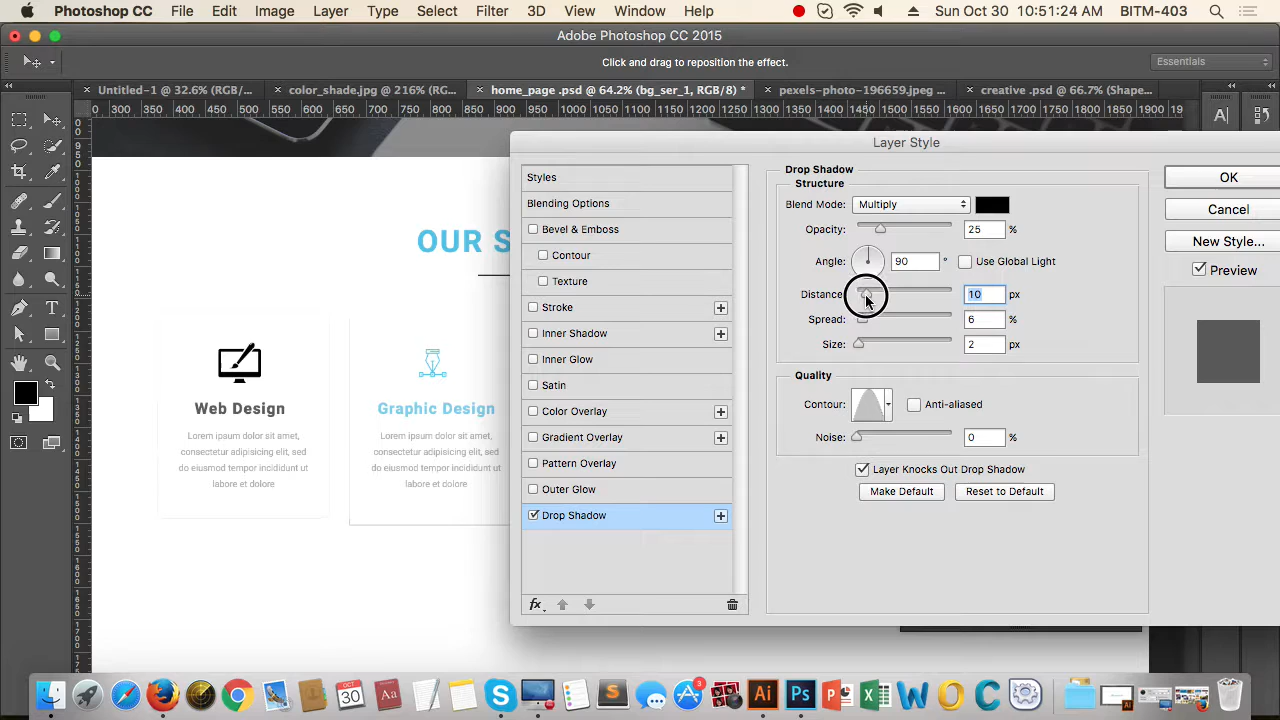 Photoshop CC File Edit Image Layer Type Select Filter 3D View Window Help Sun Oct 30 10:51:24 AM BITM-403
Adobe Photoshop CC 2015
Click and drag to reposition the effect. Essentials
Untitled-1 @ 32.6% (RGB/... color_shade.jpg @ 216% (RG... home_page .psd @ 64.2% (bg_ser_1, RGB/8) * pexels-photo-196659.jpeg ... creative .psd @ 66.7% (Shape...
300 350 400 450 500 550 600 650 700 750 800 850 900 950 1000 1050 1100 1150 1200 1250 1300 1350 1400 1450 1500 1550 1600 1650 1700 1750 1800 1850 1900
Layer Style
Styles
Blending Options
Bevel & Emboss
Contour
Texture
Stroke
Inner Shadow
Inner Glow
Satin
Color Overlay
Gradient Overlay
Pattern Overlay
Outer Glow
Drop Shadow
fx
Drop Shadow
Structure
Blend Mode: Multiply
Opacity: 25 %
Angle: 90 ° Use Global Light
Distance: 10 px
Spread: 6 %
Size: 2 px
Quality
Contour: Anti-aliased
Noise: 0 %
Layer Knocks Out Drop Shadow
Make Default Reset to Default
OK
Cancel
New Style...
Preview
OUR S
Web Design
Lorem ipsum dolor sit amet,
consectetur adipisicing elit, sed
do eiusmod tempor incididunt ut
labore et dolore
Graphic Design
Lorem ipsum dolor sit amet,
consectetur adipisicing elit, sed
do eiusmod tempor incididunt ut
labore et dolore